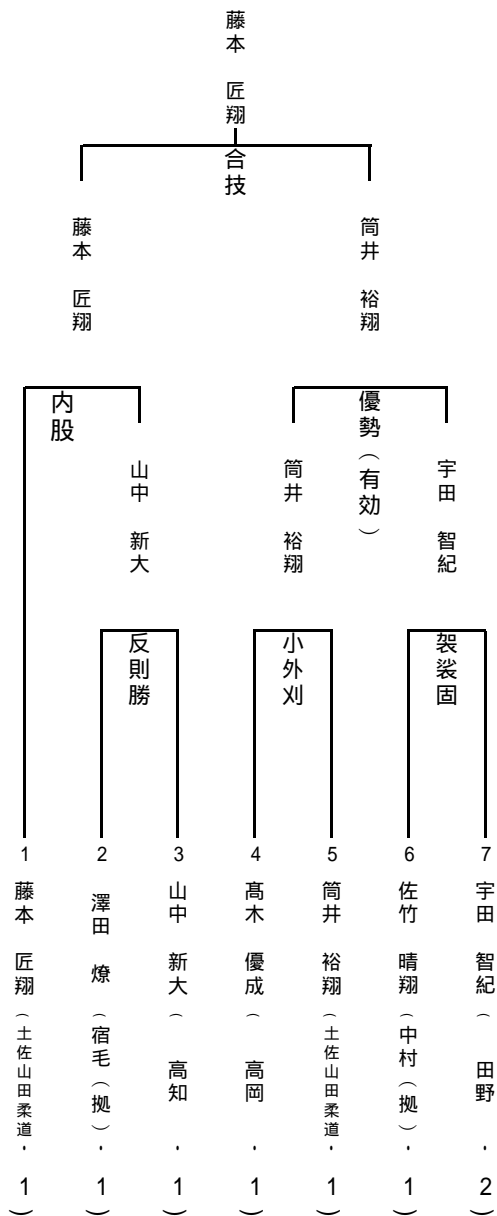 藤本 匠翔
合技
藤本 匠翔
筒井 裕翔
内股
優勢（有効）
山中 新大
筒井 裕翔
宇田 智紀
反則勝
小外刈
袈裟固
1
2
3
4
5
6
7
藤本 匠翔（土佐山田柔道・1）
澤田 燎（宿毛（拠）・1）
山中 新大（ 高知・1）
髙木 優成（ 高岡・1）
筒井 裕翔（土佐山田柔道・1）
佐竹 晴翔（中村（拠）・1）
宇田 智紀（ 田野・2）